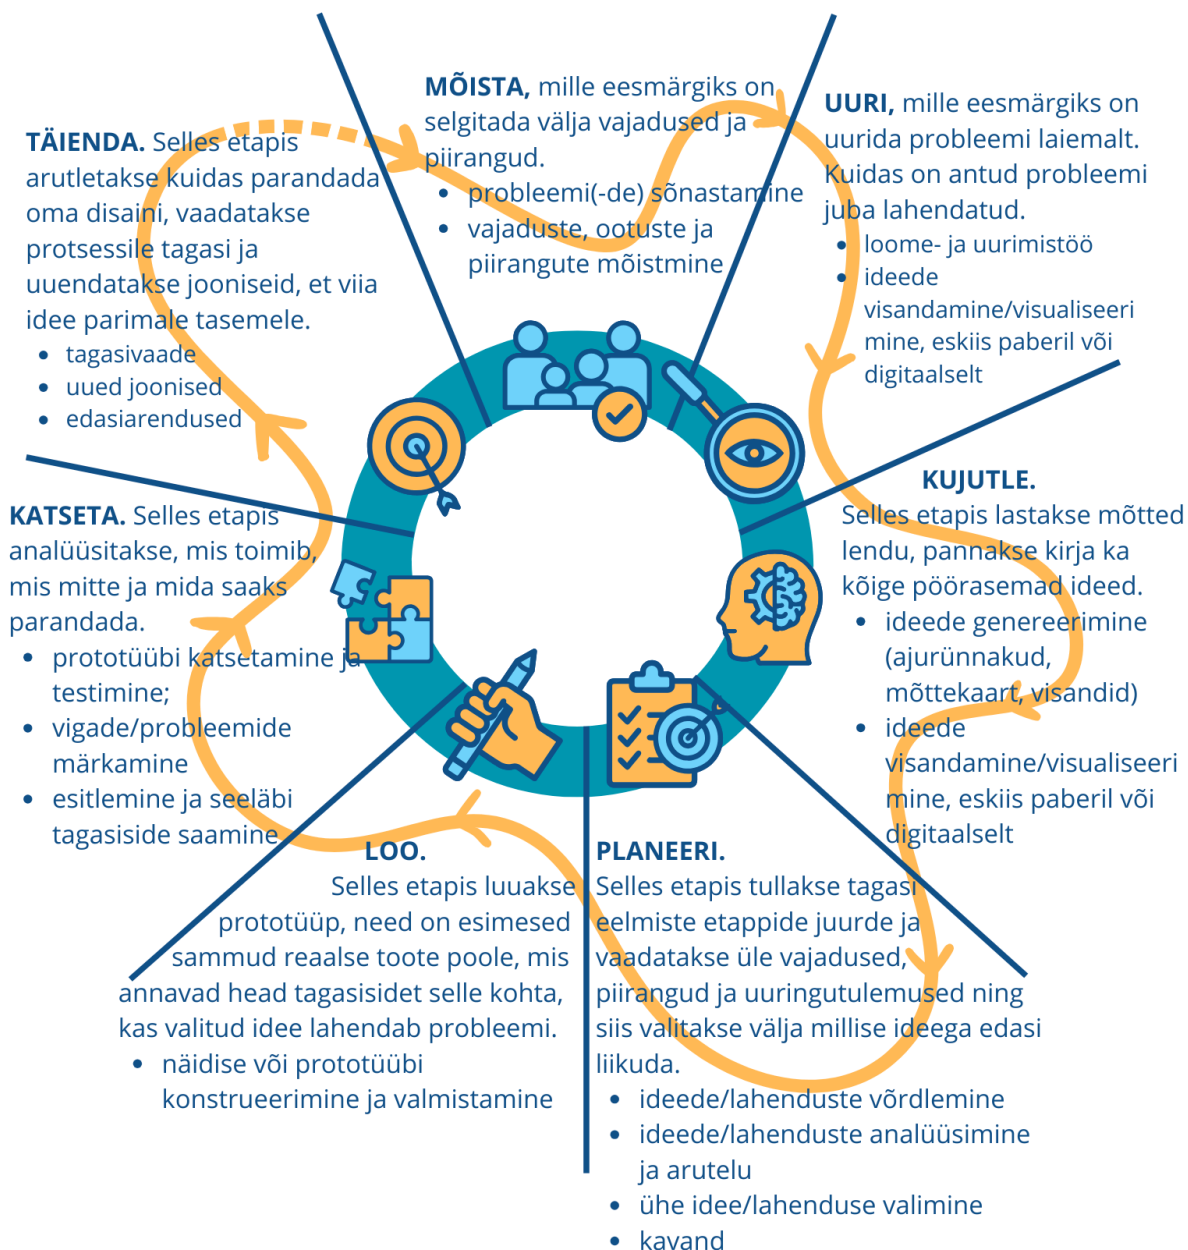 MÕISTA, mille eesmärgiks on
selgitada välja vajadused ja
piirangud.
• probleemi(-de) sõnastamine
• vajaduste, ootuste ja
piirangute mõistmine
UURI, mille eesmärgiks on
uurida probleemi laiemalt.
Kuidas on antud probleemi
juba lahendatud.
• loome- ja uurimistöö
• ideede
visandamine/visualiseeri
mine, eskiis paberil või
digitaalselt
KUJUTLE.
Selles etapis lastakse mõtted
lendu, pannakse kirja ka
kõige pöörasemad ideed.
• ideede genereerimine
(ajurünnakud,
mõttekaart, visandid)
• ideede
visandamine/visualiseeri
mine, eskiis paberil või
digitaalselt
PLANEERI.
Selles etapis tullakse tagasi
eelmiste etappide juurde ja
vaadatakse üle vajadused,
piirangud ja uuringutulemused ning
siis valitakse välja millise ideega edasi
liikuda.
• ideede/lahenduste võrdlemine
• ideede/lahenduste analüüsimine
ja arutelu
• ühe idee/lahenduse valimine
• kavand
LOO.
Selles etapis luuakse
prototüüp, need on esimesed
sammud reaalse toote poole, mis
annavad head tagasisidet selle kohta,
kas valitud idee lahendab probleemi.
• näidise või prototüübi
konstrueerimine ja valmistamine
KATSETA. Selles etapis
analüüsitakse, mis toimib,
mis mitte ja mida saaks
parandada.
• prototüübi katsetamine ja
testimine;
• vigade/probleemide
märkamine
• esitlemine ja seeläbi
tagasiside saamine
TÄIENDA. Selles etapis
arutletakse kuidas parandada
oma disaini, vaadatakse
protsessile tagasi ja
uuendatakse jooniseid, et viia
idee parimale tasemele.
• tagasivaade
• uued joonised
• edasiarendused